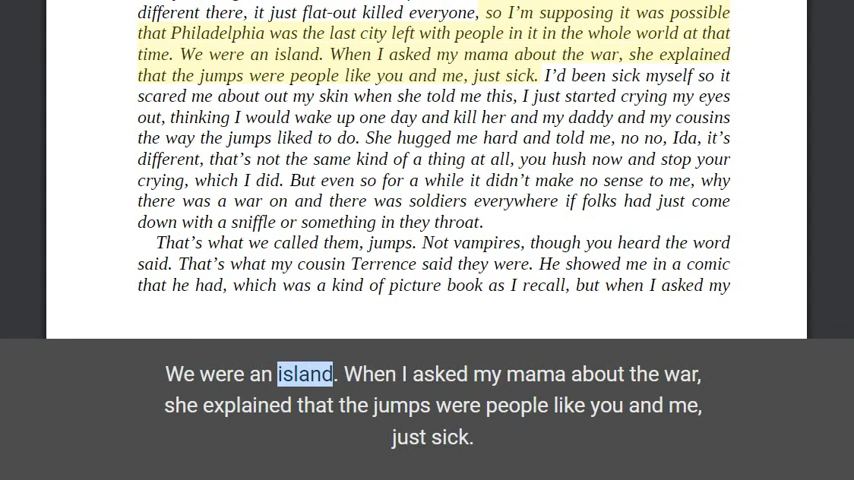 different there, it just flat-out killed everyone, so I’m supposing it was possible
that Philadelphia was the last city left with people in it in the whole world at that
time. We were an island. When I asked my mama about the war, she explained
that the jumps were people like you and me, just sick. I’d been sick myself so it
scared me about out my skin when she told me this, I just started crying my eyes
out, thinking I would wake up one day and kill her and my daddy and my cousins
the way the jumps liked to do. She hugged me hard and told me, no no, Ida, it’s
different, that’s not the same kind of a thing at all, you hush now and stop your
crying, which I did. But even so for a while it didn’t make no sense to me, why
there was a war on and there was soldiers everywhere if folks had just come
down with a sniffle or something in they throat.
That’s what we called them, jumps. Not vampires, though you heard the word
said. That’s what my cousin Terrence said they were. He showed me in a comic
that he had, which was a kind of picture book as I recall, but when I asked my
We were an island. When I asked my mama about the war,
she explained that the jumps were people like you and me,
just sick.